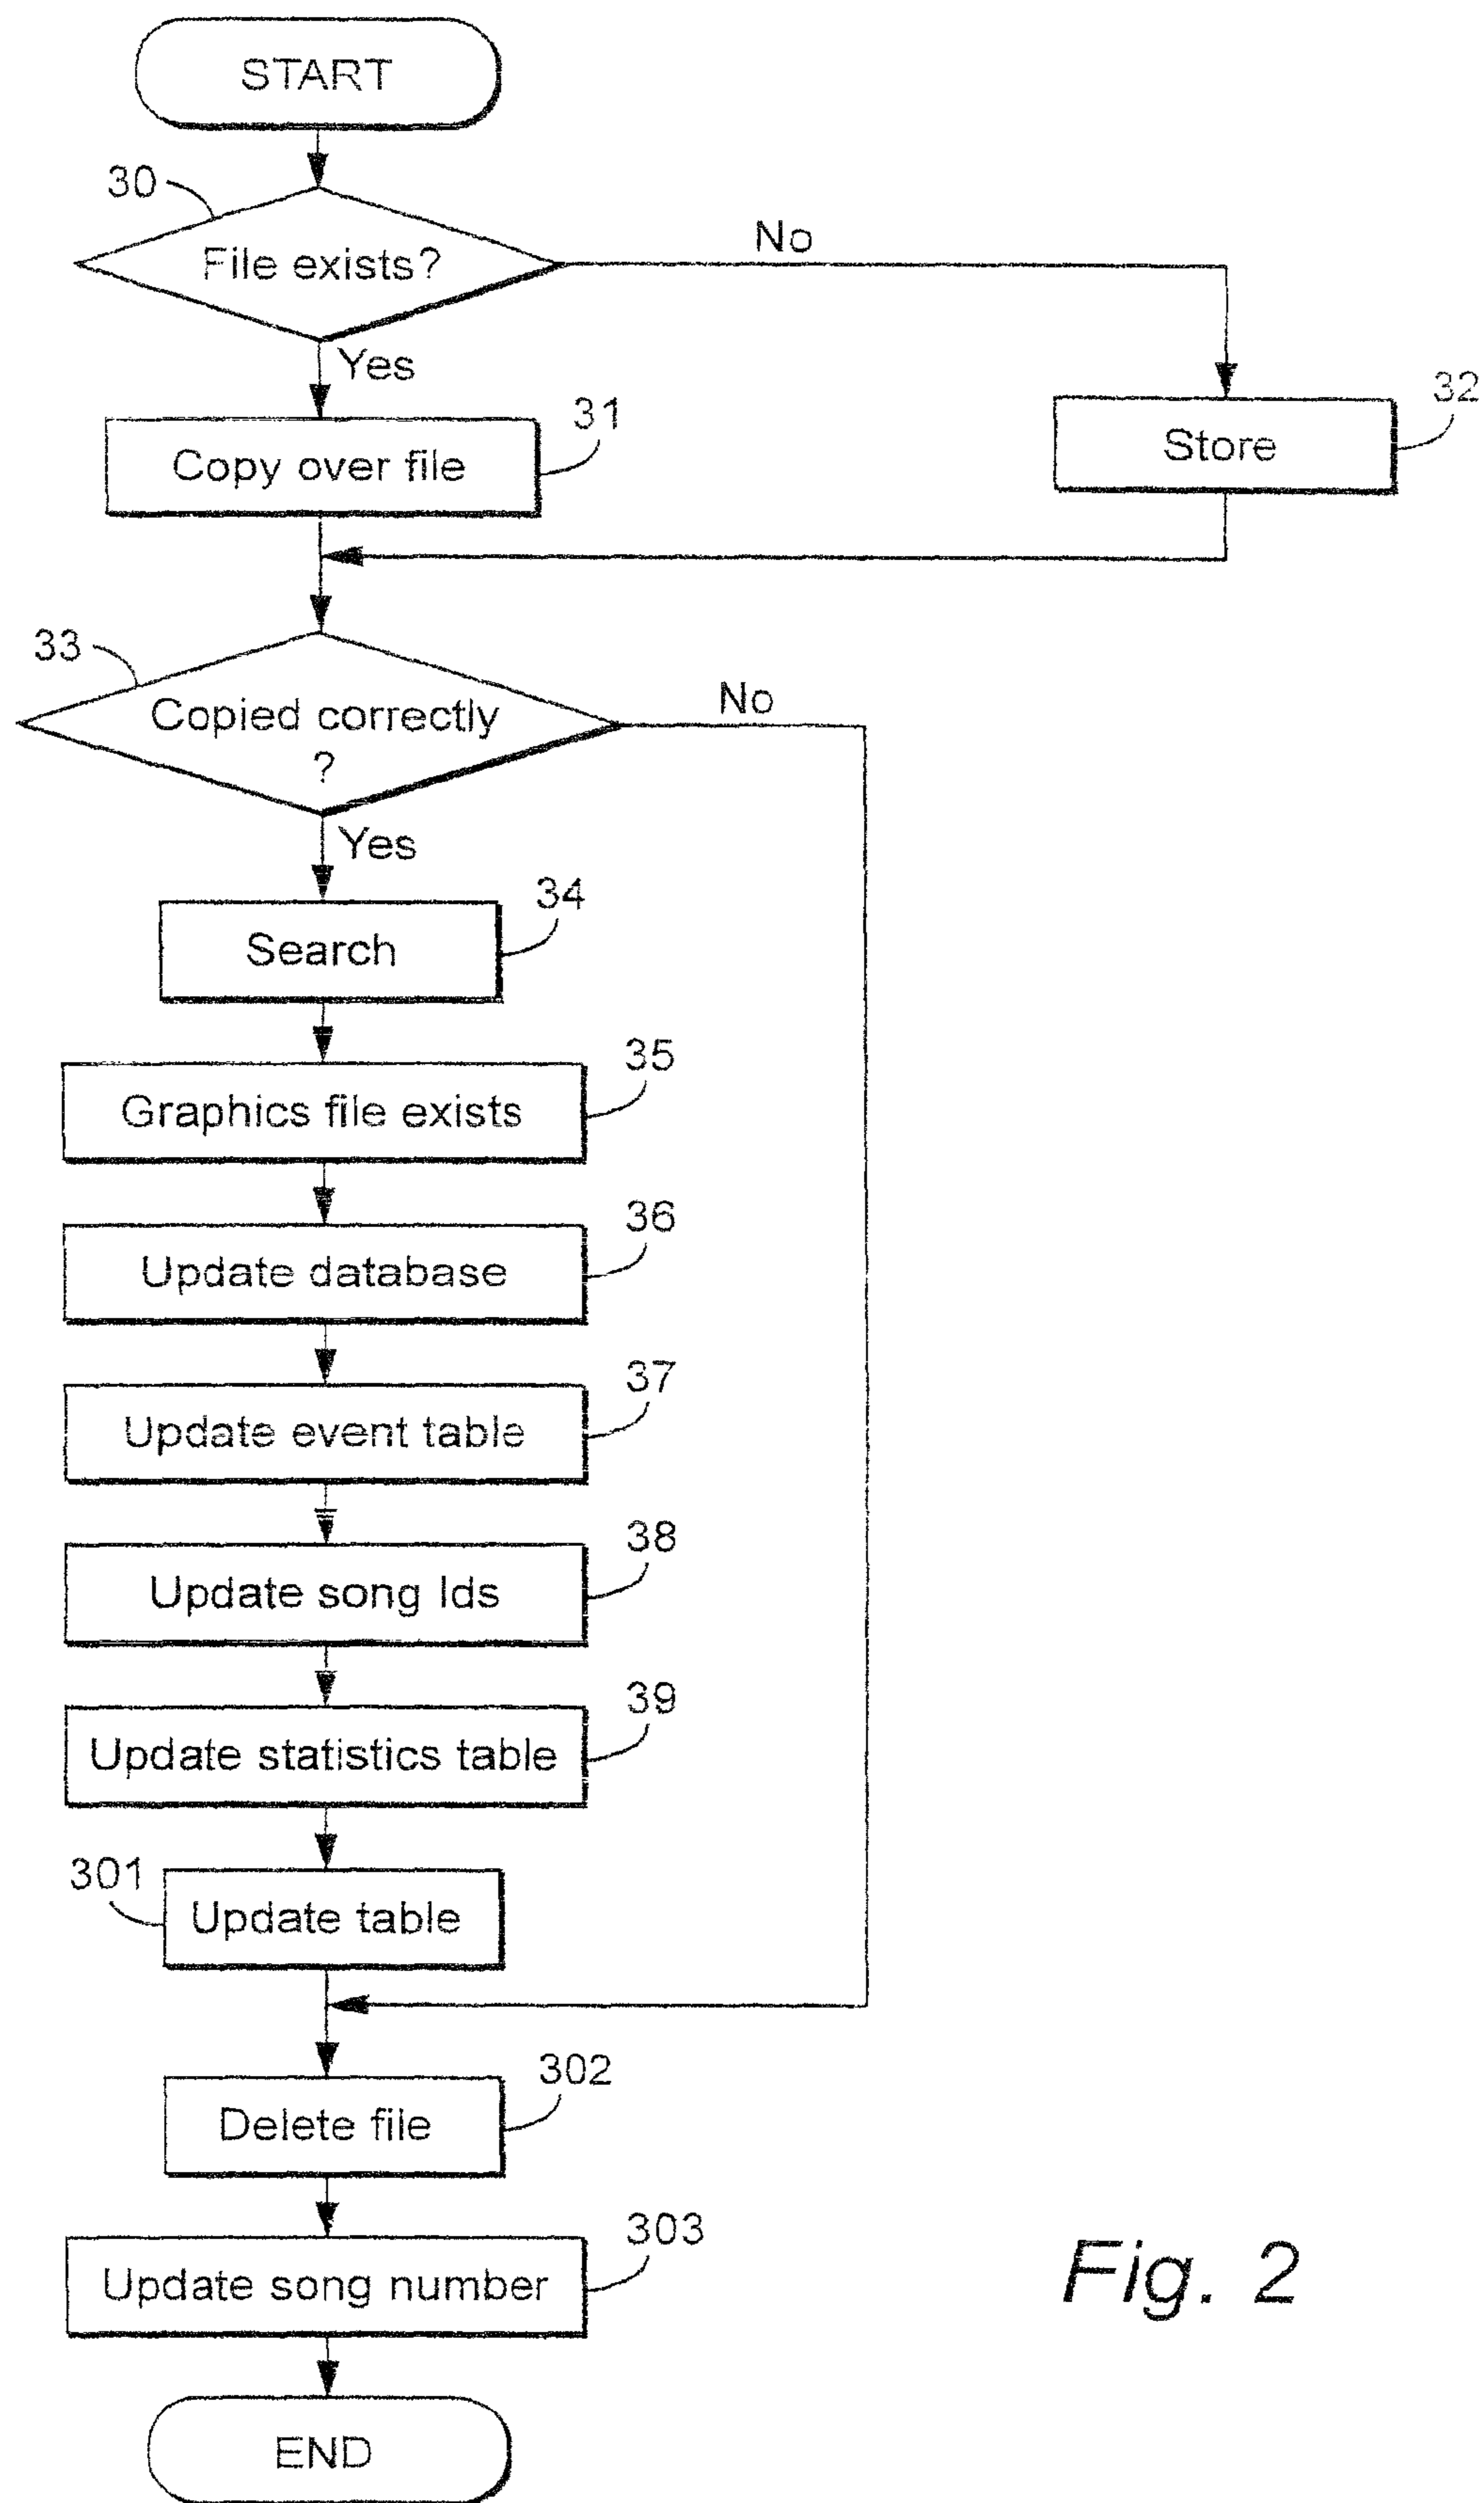 START
30
File exists?
No
Yes
31
Copy over file
32
Store
33
Copied correctly
?
No
Yes
34
Search
35
Graphics file exists
36
Update database
37
Update event table
38
Update song Ids
39
Update statistics table
301
Update table
302
Delete file
303
Update song number
END
Fig. 2